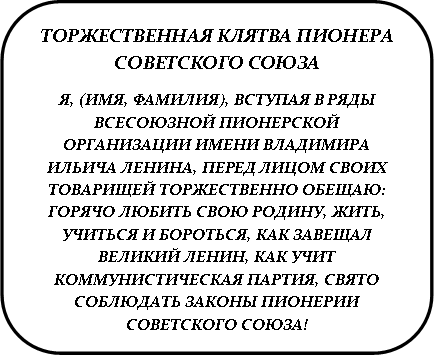 ТОРЖЕСТВЕННАЯ КЛЯТВА ПИОНЕРА
СОВЕТСКОГО СОЮЗА
Я, (ИМЯ, ФАМИЛИЯ), ВСТУПАЯ В РЯДЫ
ВСЕСОЮЗНОЙ ПИОНЕРСКОЙ
ОРГАНИЗАЦИИ ИМЕНИ ВЛАДИМИРА
ИЛЬИЧА ЛЕНИНА, ПЕРЕД ЛИЦОМ СВОИХ
ТОВАРИЩЕЙ ТОРЖЕСТВЕННО ОБЕЩАЮ:
ГОРЯЧО ЛЮБИТЬ СВОЮ РОДИНУ, ЖИТЬ,
УЧИТЬСЯ И БОРОТЬСЯ, КАК ЗАВЕЩАЛ
ВЕЛИКИЙ ЛЕНИН, КАК УЧИТ
КОММУНИСТИЧЕСКАЯ ПАРТИЯ, СВЯТО
СОБЛЮДАТЬ ЗАКОНЫ ПИОНЕРИИ
СОВЕТСКОГО СОЮЗА!